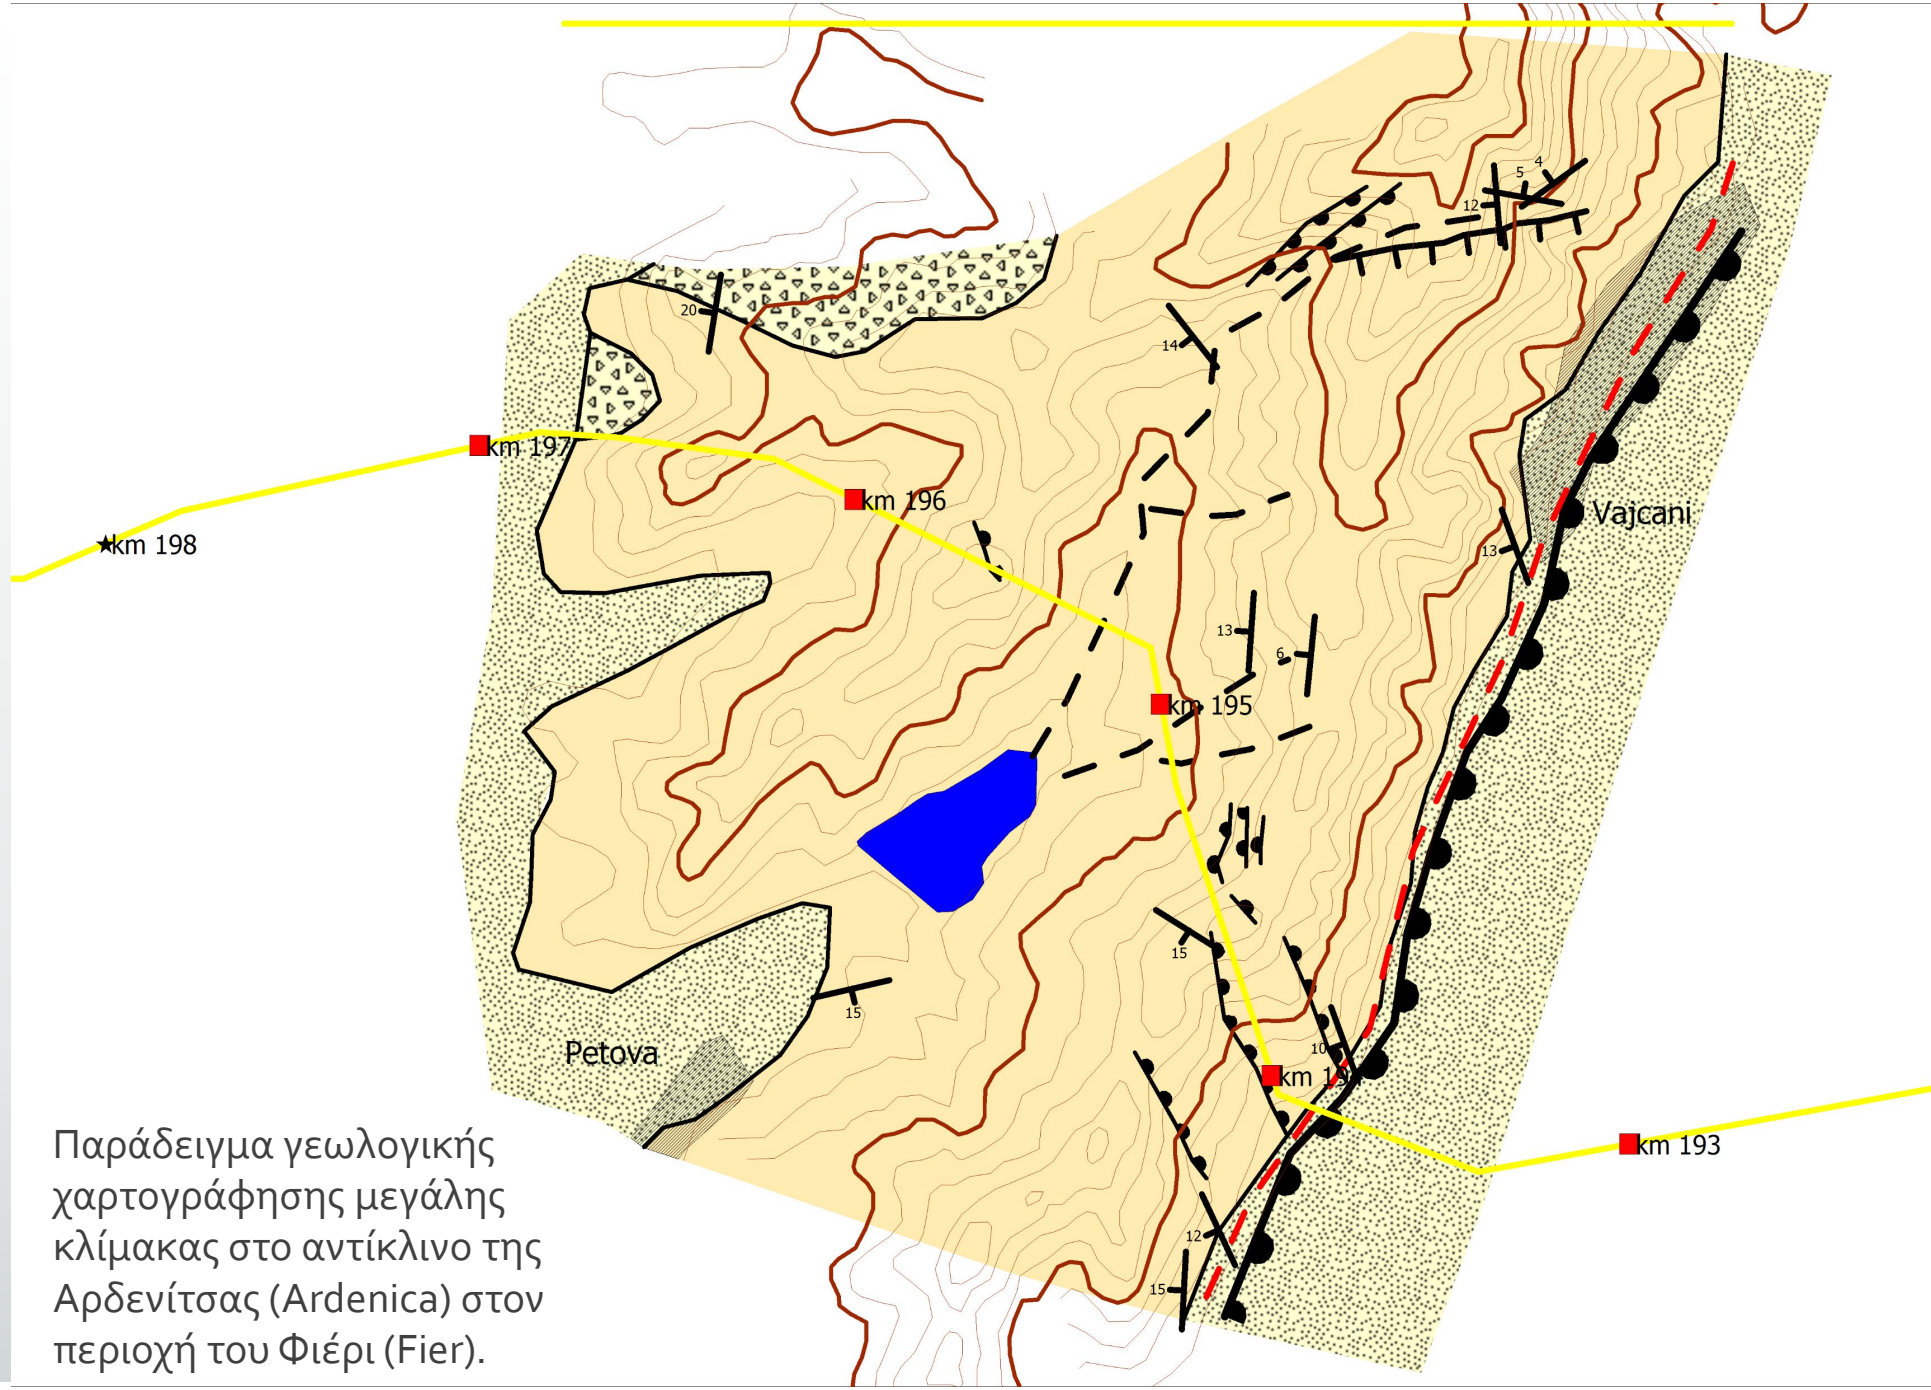 4
5
12
20
14
km 197
km 196
Vajcani
km 198
13
13
6
km 195
15
15
10
Petova
km 19
km 193
12
15
Παράδειγμα γεωλογικής
χαρτογράφησης μεγάλης
κλίμακας στο αντίκλινο της
Αρδενίτσας (Ardenica) στον
περιοχή του Φιέρι (Fier).